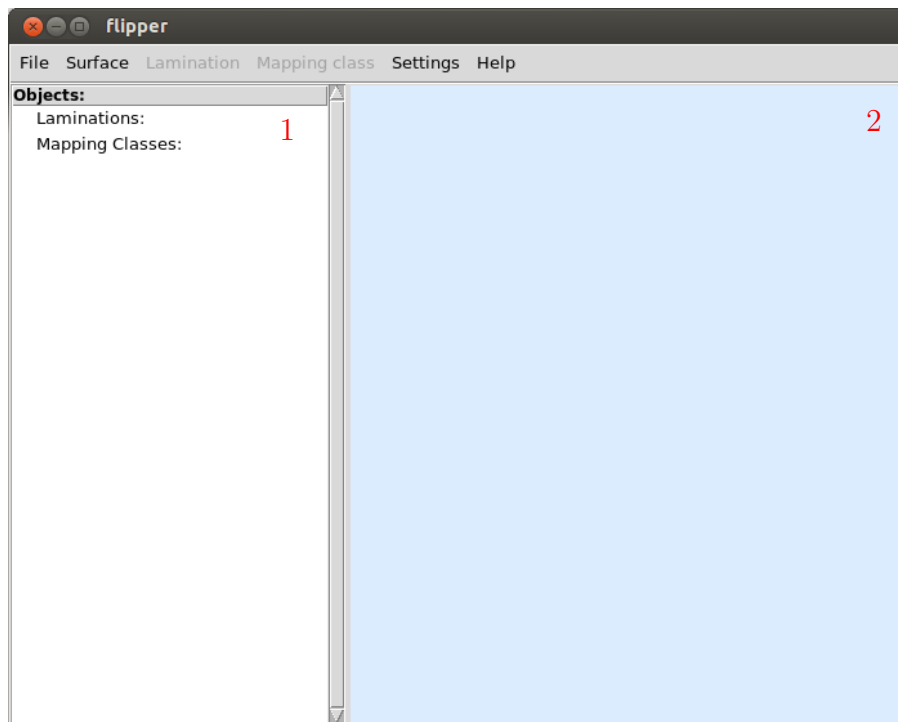 flipper
File Surface Lamination Mapping class Settings Help
Objects:
Laminations:
1
2
Mapping Classes: